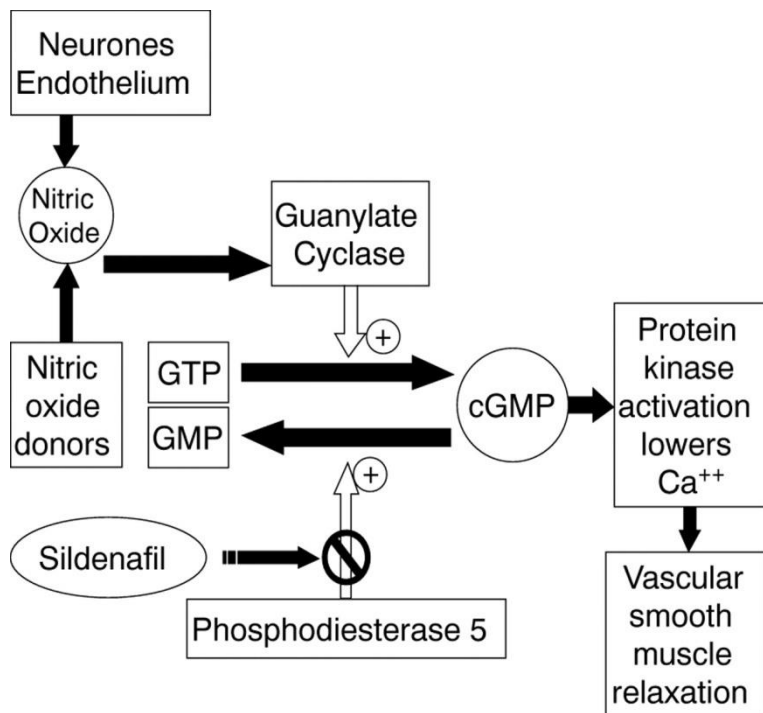 Neurones
Endothelium
Nitric
Oxide
Guanylate
Cyclase
+
Nitric
oxide
donors
GTP
GMP
cGMP
Protein
kinase
activation
lowers
Ca⁺⁺
+
Sildenafil
Phosphodiesterase 5
Vascular
smooth
muscle
relaxation